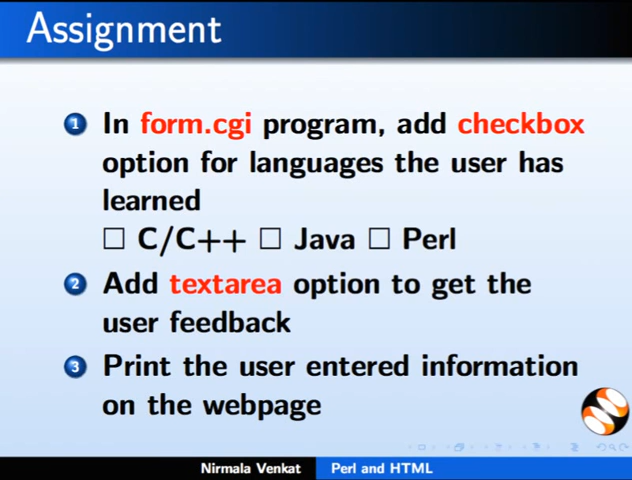 Assignment
1 In form.cgi program, add checkbox
option for languages the user has
learned
□ C/C++ □ Java □ Perl
2 Add textarea option to get the
user feedback
3 Print the user entered information
on the webpage
Nirmala Venkat Perl and HTML